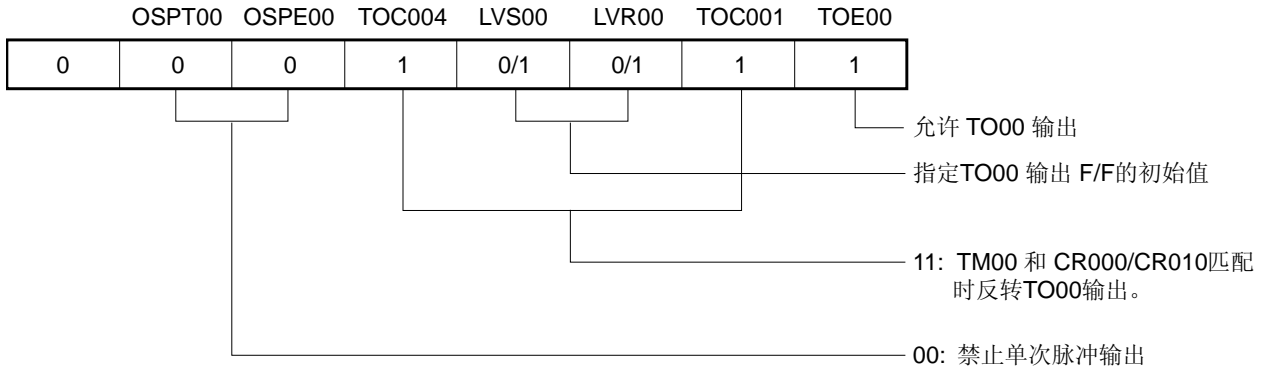 OSPT00 OSPE00 TOC004 LVS00 LVR00 TOC001 TOE00
0 0 0 1 0/1 0/1 1 1
允许 TO00 输出
指定TO00 输出 F/F的初始值
11: TM00 和 CR000/CR010匹配
时反转TO00输出。
00: 禁止单次脉冲输出